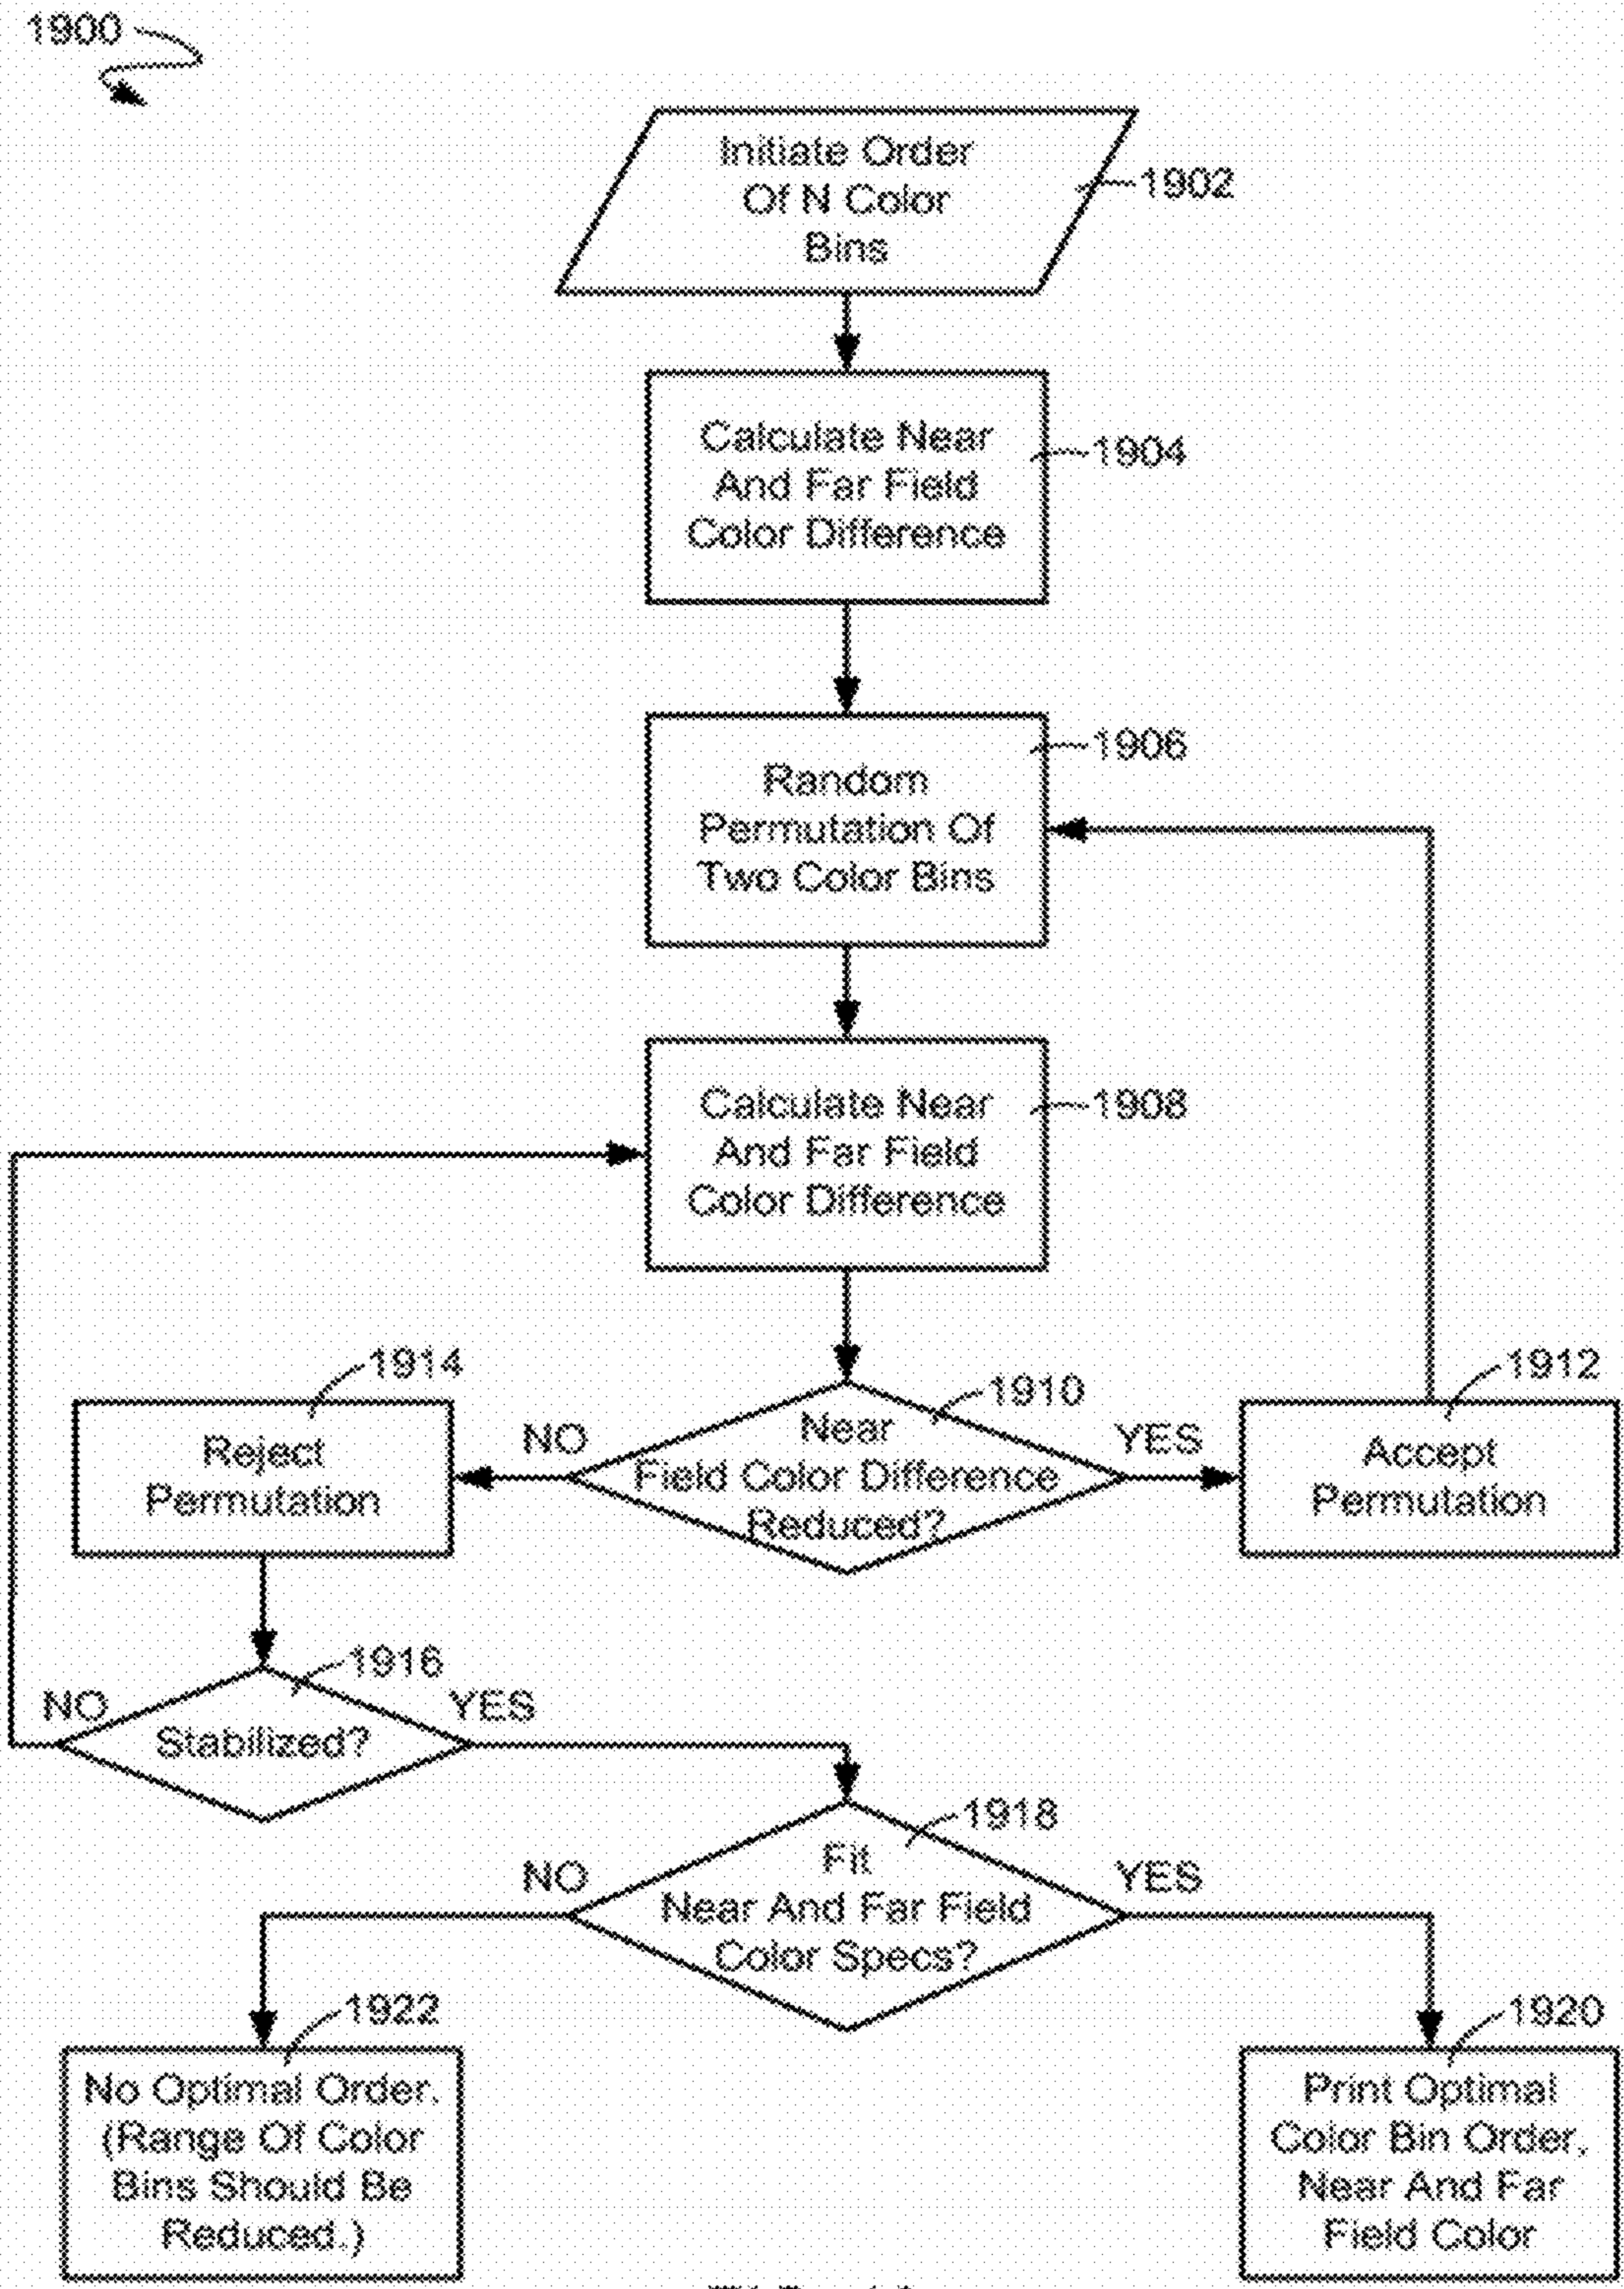 1900
Initiate Order
Of N Color
Bins
1902
Calculate Near
And Far Field
Color Difference
1904
Random
Permutation Of
Two Color Bins
1906
Calculate Near
And Far Field
Color Difference
1908
Near
Field Color Difference
Reduced?
1910
NO
YES
Reject
Permutation
1914
Accept
Permutation
1912
Stabilized?
1916
NO
YES
Fit
Near And Far Field
Color Specs?
1918
NO
YES
No Optimal Order.
(Range Of Color
Bins Should Be
Reduced.)
1922
Print Optimal
Color Bin Order,
Near And Far
Field Color
1920